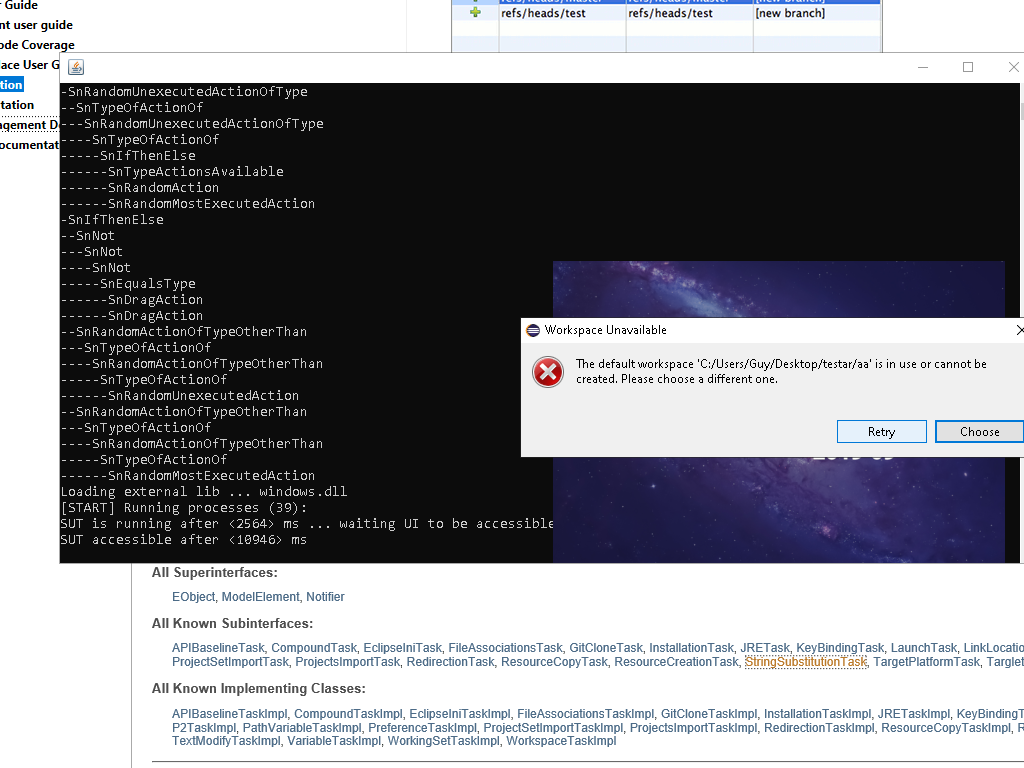 Guide
refs/heads/test refs/heads/test [new branch]
nt user guide
ode Coverage
ace User G
tion
tation
agement D
ocumentat
-SnRandomUnexecutedActionOfType
--SnTypeOfActionOf
---SnRandomUnexecutedActionOfType
----SnTypeOfActionOf
-----SnIfThenElse
------SnTypeActionsAvailable
------SnRandomAction
------SnRandomMostExecutedAction
-SnIfThenElse
--SnNot
---SnNot
----SnNot
-----SnEqualsType
------SnDragAction
------SnDragAction
--SnRandomActionOfTypeOtherThan
---SnTypeOfActionOf
----SnRandomActionOfTypeOtherThan
-----SnTypeOfActionOf
------SnRandomUnexecutedAction
--SnRandomActionOfTypeOtherThan
---SnTypeOfActionOf
----SnRandomActionOfTypeOtherThan
-----SnTypeOfActionOf
------SnRandomMostExecutedAction
Loading external lib ... windows.dll
[START] Running processes (39):
SUT is running after <2564> ms ... waiting UI to be accessible
SUT accessible after <10946> ms
Workspace Unavailable
The default workspace 'C:/Users/Guy/Desktop/testar/aa' is in use or cannot be
created. Please choose a different one.
Retry Choose
All Superinterfaces:
EObject, ModelElement, Notifier
All Known Subinterfaces:
APIBaselineTask, CompoundTask, EclipseIniTask, FileAssociationsTask, GitCloneTask, InstallationTask, JRETask, KeyBindingTask, LaunchTask, LinkLocatio
ProjectSetImportTask, ProjectsImportTask, RedirectionTask, ResourceCopyTask, ResourceCreationTask, StringSubstitutionTask, TargetPlatformTask, Target
All Known Implementing Classes:
APIBaselineTaskImpl, CompoundTaskImpl, EclipseIniTaskImpl, FileAssociationsTaskImpl, GitCloneTaskImpl, InstallationTaskImpl, JRETaskImpl, KeyBindingT
P2TaskImpl, PathVariableTaskImpl, PreferenceTaskImpl, ProjectSetImportTaskImpl, ProjectsImportTaskImpl, RedirectionTaskImpl, ResourceCopyTaskImpl, R
TextModifyTaskImpl, VariableTaskImpl, WorkingSetTaskImpl, WorkspaceTaskImpl